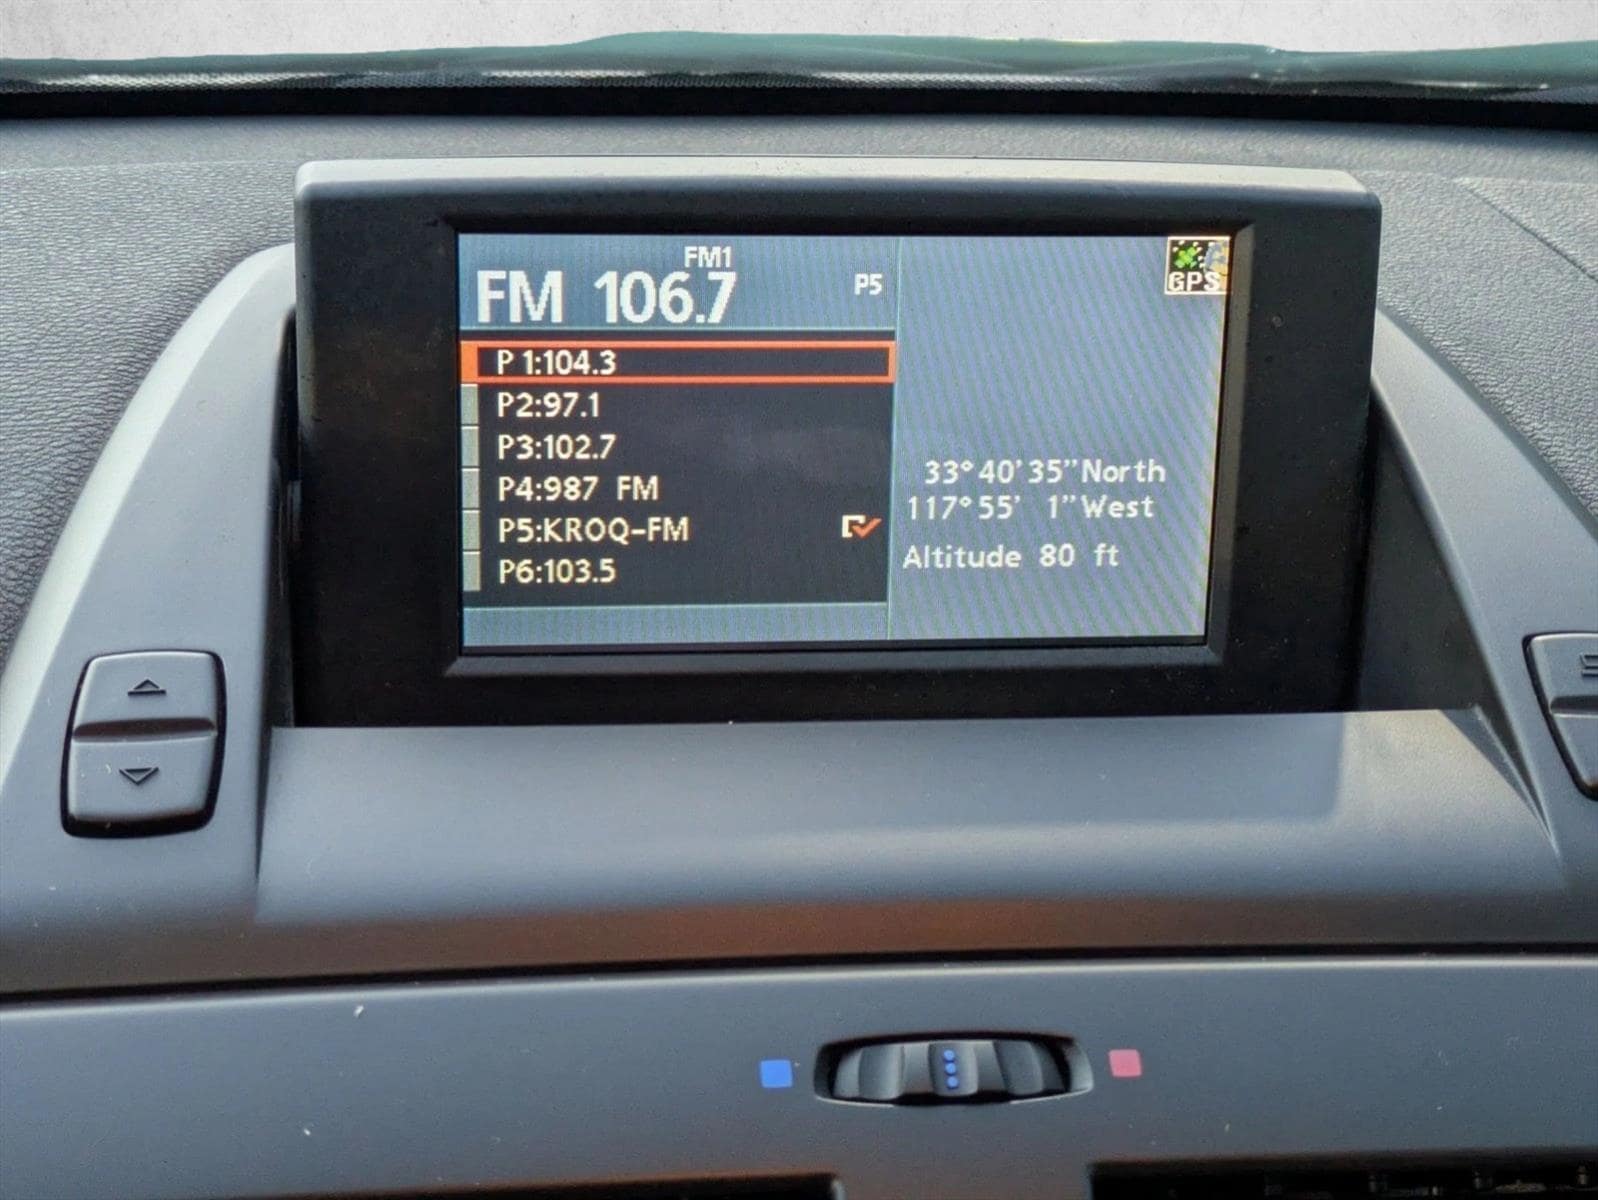 FM1
FM 106.7 P5
P 1:104.3
P2:97.1
P3:102.7
P4:987 FM
P5:KROQ-FM
P6:103.5
GPS
33°40'35"North
117°55' 1"West
Altitude 80 ft